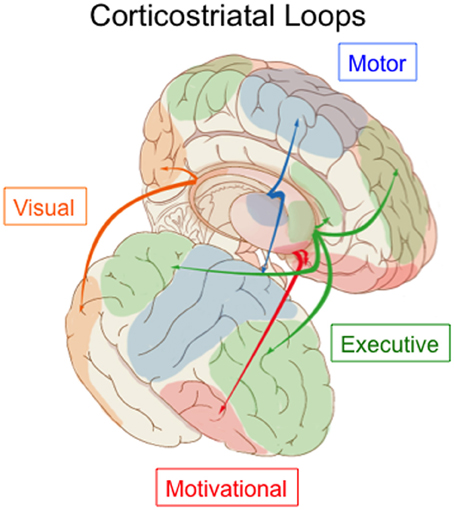 Corticostriatal Loops
Motor
Visual
Executive
Motivational